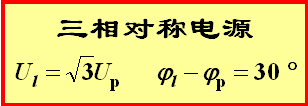 三相对称电源
U_l = √3U_p φ_l − φ_p = 30 °